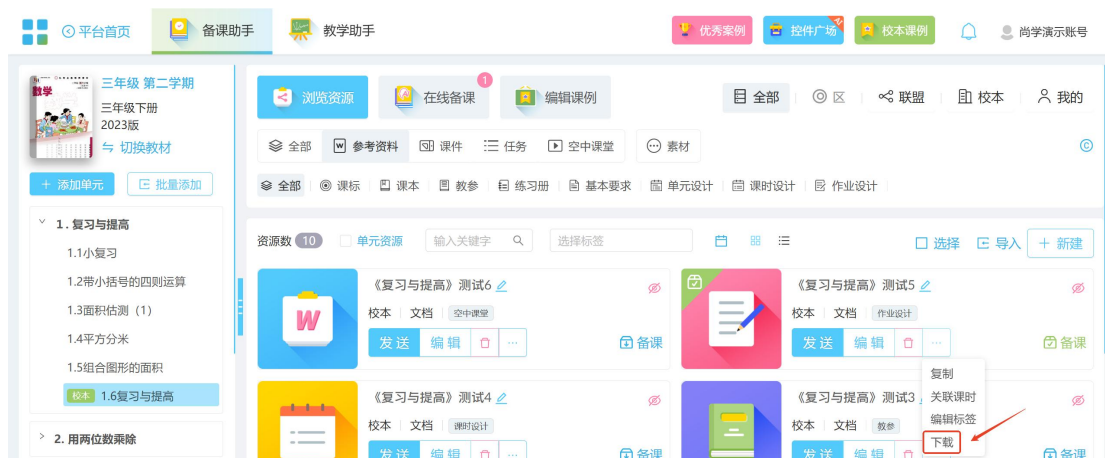 平台首页 备课助手 教学助手 优秀案例 控件广场 AI 校本课例 尚学演示账号
数学
三年级 第二学期
三年级下册
2023版
切换教材
+ 添加单元 批量添加
1. 复习与提高
1.1小复习
1.2带小括号的四则运算
1.3面积估测（1）
1.4平方分米
1.5组合图形的面积
校本 1.6复习与提高
2. 用两位数乘除
浏览资源 在线备课 1 编辑课例 全部 区 联盟 校本 我的
全部 参考资料 课件 任务 空中课堂 素材
全部 课标 课本 教参 练习册 基本要求 单元设计 课时设计 作业设计
资源数 10 单元资源 输入关键字 选择标签 选择 导入 + 新建
W
《复习与提高》测试6
校本 文档 空中课堂
发送 编辑 ... 备课
《复习与提高》测试5
校本 文档 作业设计
发送 编辑 ... 备课
《复习与提高》测试4
校本 文档 课时设计
发送 编辑 ... 备课
《复习与提高》测试3
校本 文档 教参
发送 编辑 ... 备课
复制
关联课时
编辑标签
下载